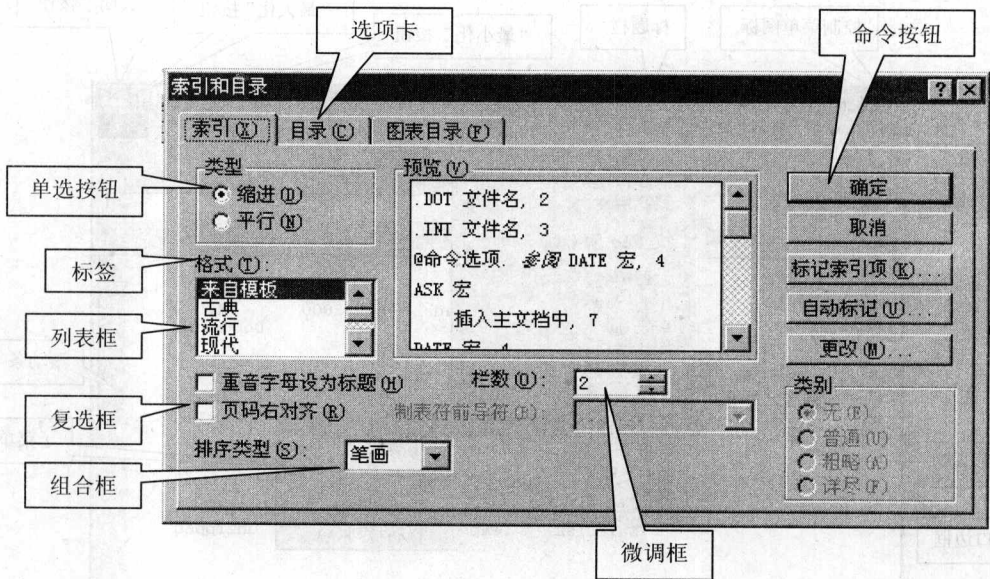 选项卡
命令按钮
索引和目录
索引(X) 目录(C) 图表目录(F)
类型
缩进(D)
平行(N)
单选按钮
标签
格式(T):
来自模板
古典
流行
现代
列表框
预览(V)
.DOT 文件名, 2
.INI 文件名, 3
@命令选项. 参阅 DATE 宏, 4
ASK 宏
插入主文档中, 7
DATE 宏, 4
确定
取消
标记索引项(K)...
自动标记(U)...
更改(M)...
重音字母设为标题(H)
页码右对齐(R)
复选框
栏数(O): 2
制表符前导符(B):
排序类型(S): 笔画
组合框
类别
无(E)
普通(U)
粗略(A)
详尽(F)
微调框